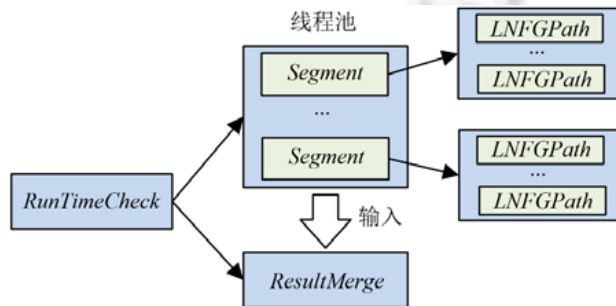 线程池
Segment
...
Segment
LNFGPath
...
LNFGPath
LNFGPath
...
LNFGPath
RunTimeCheck
输入
ResultMerge